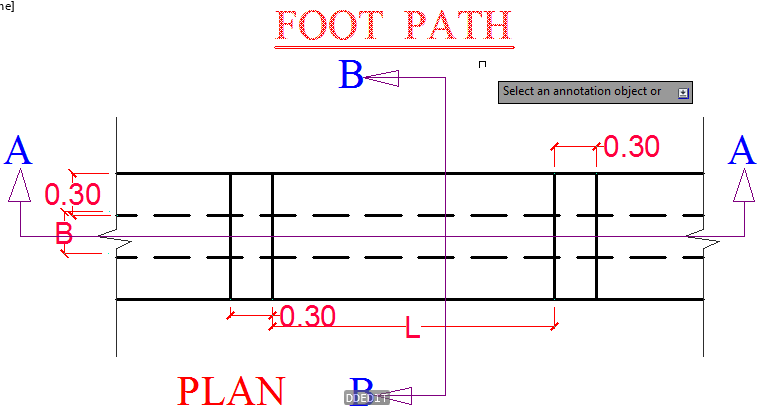 ne]
FOOT PATH
B
Select an annotation object or
A
0.30
A
0.30
B
0.30
L
PLAN
B
DDEDIT